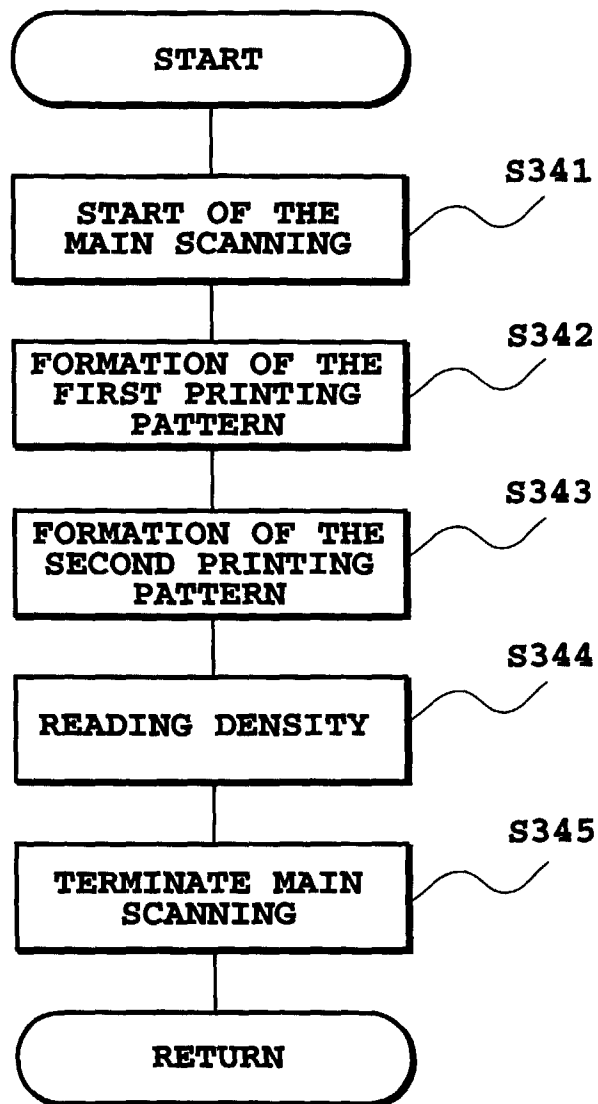 START
S341
START OF THE
MAIN SCANNING
S342
FORMATION OF THE
FIRST PRINTING
PATTERN
S343
FORMATION OF THE
SECOND PRINTING
PATTERN
S344
READING DENSITY
S345
TERMINATE MAIN
SCANNING
RETURN